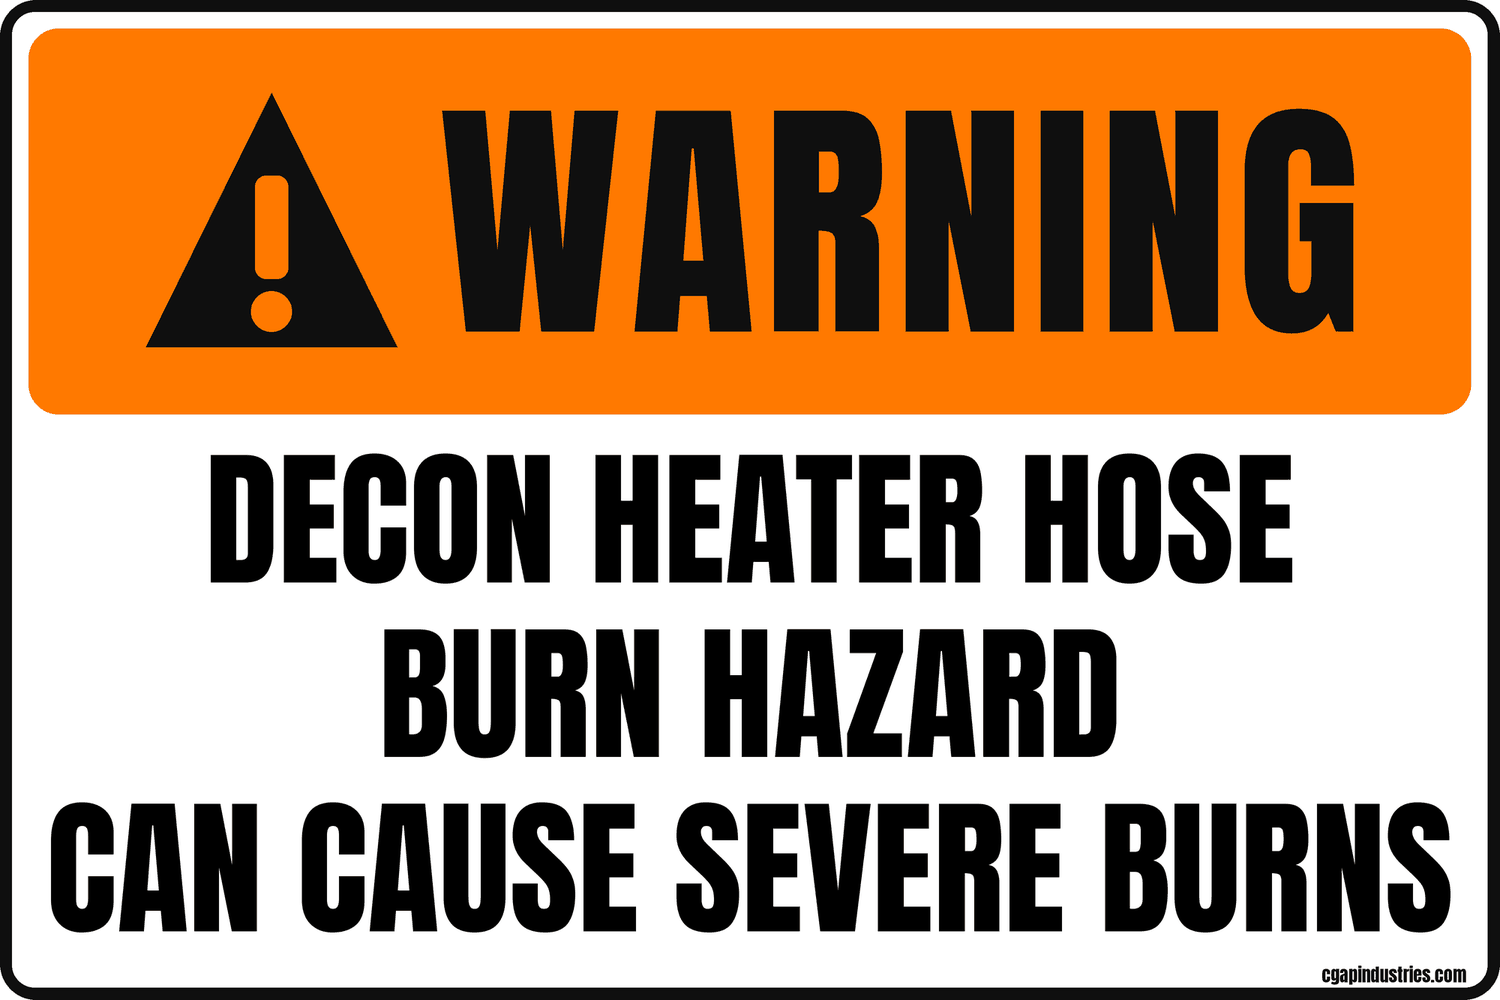 WARNING
DECON HEATER HOSE
BURN HAZARD
CAN CAUSE SEVERE BURNS
cgapindustries.com